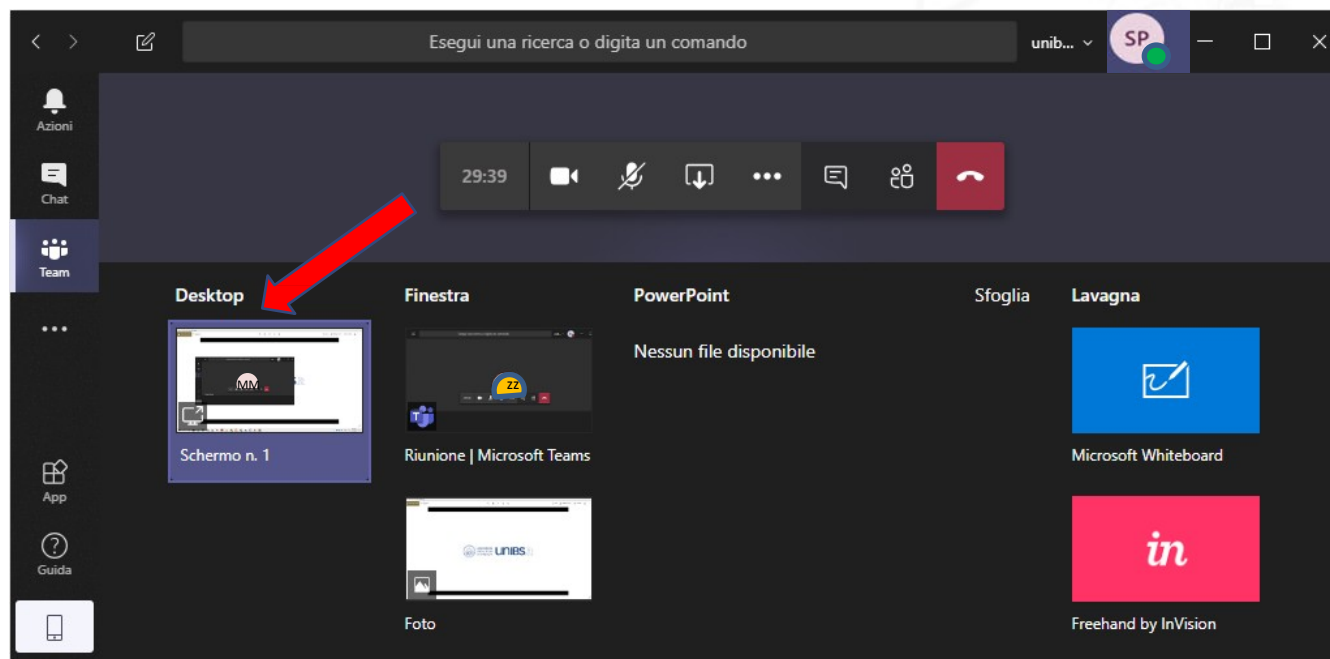 Esegui una ricerca o digita un comando
unib...
SP
Azioni
Chat
Team
App
Guida
29:39
Desktop
Finestra
PowerPoint
Sfoglia
Lavagna
Nessun file disponibile
MM
ZZ
Schermo n. 1
Riunione | Microsoft Teams
Microsoft Whiteboard
UNIBS
in
Foto
Freehand by InVision